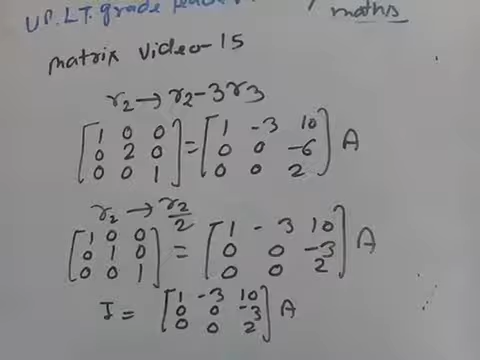 U.P. L.T. grade
maths
matrix video-15
r2 → r2-3r3
[1 0 0 = [1 -3 10
0 2 0 0 0 -6
0 0 1] 0 0 2] A
r2 → r2/2
[1 0 0 = [1 -3 10
0 1 0 0 0 -3
0 0 1] 0 0 2] A
I = [1 -3 10
0 0 -3
0 0 2] A